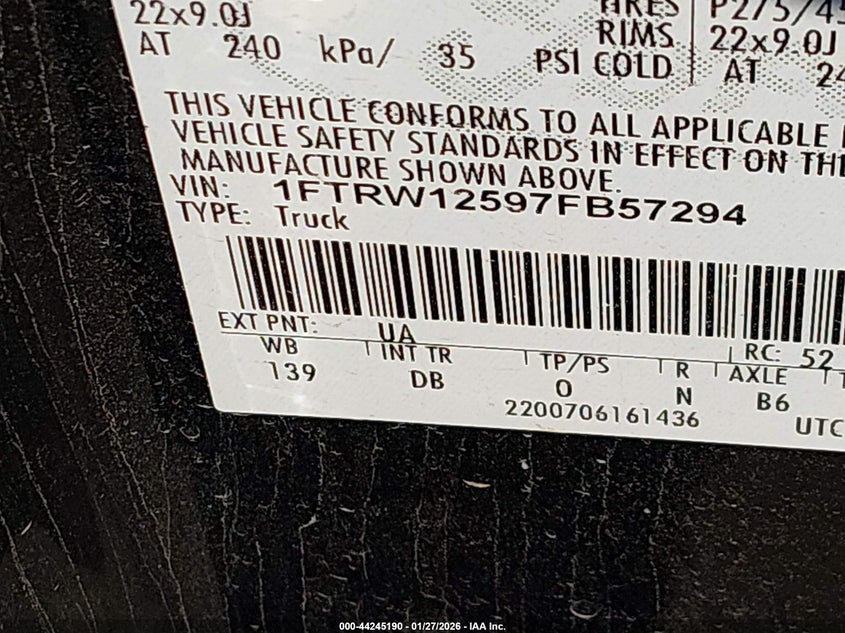 22x9.0J RIMS 22x9.0J
AT 240 kPa/ 35 PSI COLD AT
THIS VEHICLE CONFORMS TO ALL APPLICABLE
VEHICLE SAFETY STANDARDS IN EFFECT ON THE
MANUFACTURE SHOWN ABOVE.
VIN: 1FTRW12597FB57294
TYPE: Truck
EXT PNT: UA RC: 52
WB INT TR TP/PS R AXLE
139 DB O N B6
2200706161436 UTC
000-44245190 - 01/27/2026 - IAA Inc.